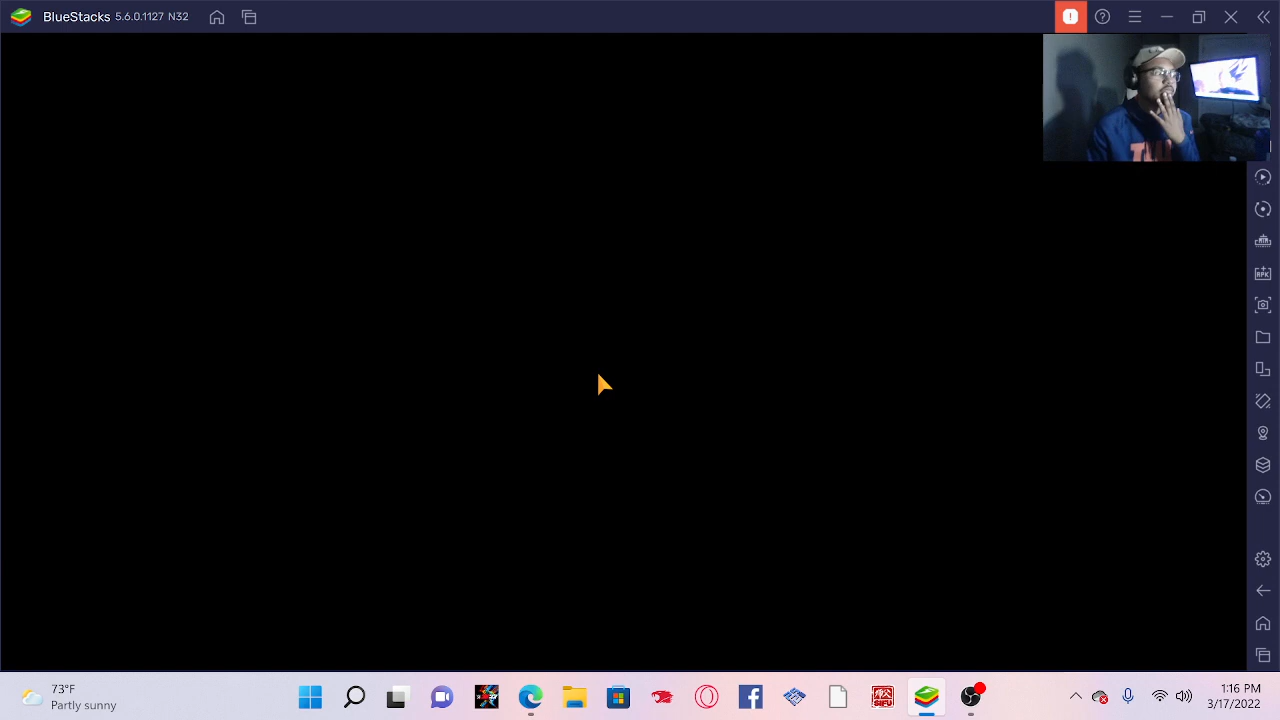 BlueStacks 5.6.0.1127 N32
73°F
Partly sunny
1:16 PM
3/17/2022